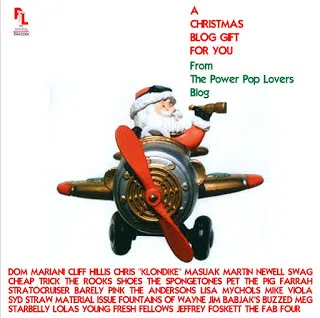 A
CHRISTMAS
BLOG GIFT
FOR YOU
From
The Power Pop Lovers
Blog
DOM MARIANI CLIFF HILLIS CHRIS "KLONDIKE" MASUAK MARTIN NEWELL SWAG
CHEAP TRICK THE ROOKS SHOES THE SPONGETONES PET THE PIG FARRAH
STRATOCRUISER BARELY PINK THE ANDERSONS LISA MYCHOLS MIKE VIOLA
SYD STRAW MATERIAL ISSUE FOUNTAINS OF WAYNE JIM BABJAK'S BUZZED MEG
STARBELLY LOLAS YOUNG FRESH FELLOWS JEFFREY FOSKETT THE FAB FOUR